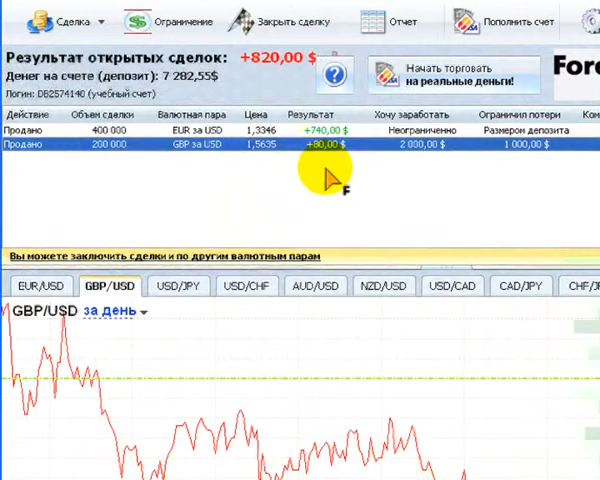 Сделка Ограничение Закрыть сделку Отчет Пополнить счет
Результат открытых сделок: +820,00 $
Денег на счете (депозит): 7 282,55$
Логин: DB2574140 (учебный счет)
Начать торговать
на реальные деньги!
Fore
Действие Объем сделки Валютная пара Цена Результат Хочу заработать Ограничил потери Ком
Продано 400 000 EUR за USD 1,3346 +740,00 $ Неограниченно Размером депозита
Продано 200 000 GBP за USD 1,5635 +80,00 $ 2 000,00 $ 1 000,00 $
F
Вы можете заключить сделки и по другим валютным парам
EUR/USD GBP/USD USD/JPY USD/CHF AUD/USD NZD/USD USD/CAD CAD/JPY CHF/J
GBP/USD за день